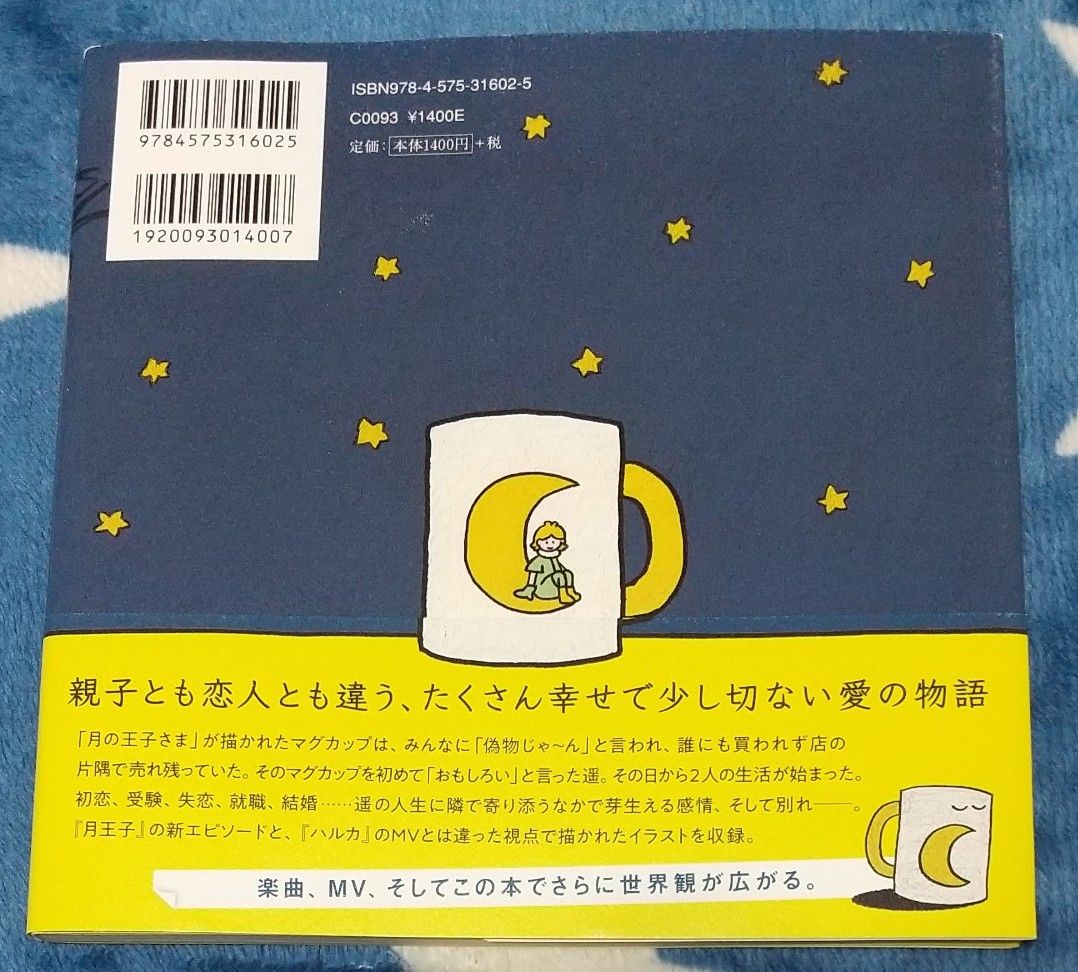 9784575316025
1920093014007
ISBN978-4-575-31602-5
C0093 ¥1400E
定価：本体1400円+税
親子とも恋人とも違う、たくさん幸せで少し切ない愛の物語
「月の王子さま」が描かれたマグカップは、みんなに「偽物じゃ〜ん」と言われ、誰にも買われず店の
片隅で売れ残っていた。そのマグカップを初めて「おもしろい」と言った遥。その日から2人の生活が始まった。
初恋、受験、失恋、就職、結婚……遥の人生に隣で寄り添うなかで芽生える感情、そして別れ――。
『月王子』の新エピソードと、『ハルカ』のMVとは違った視点で描かれたイラストを収録。
楽曲、MV、そしてこの本でさらに世界観が広がる。